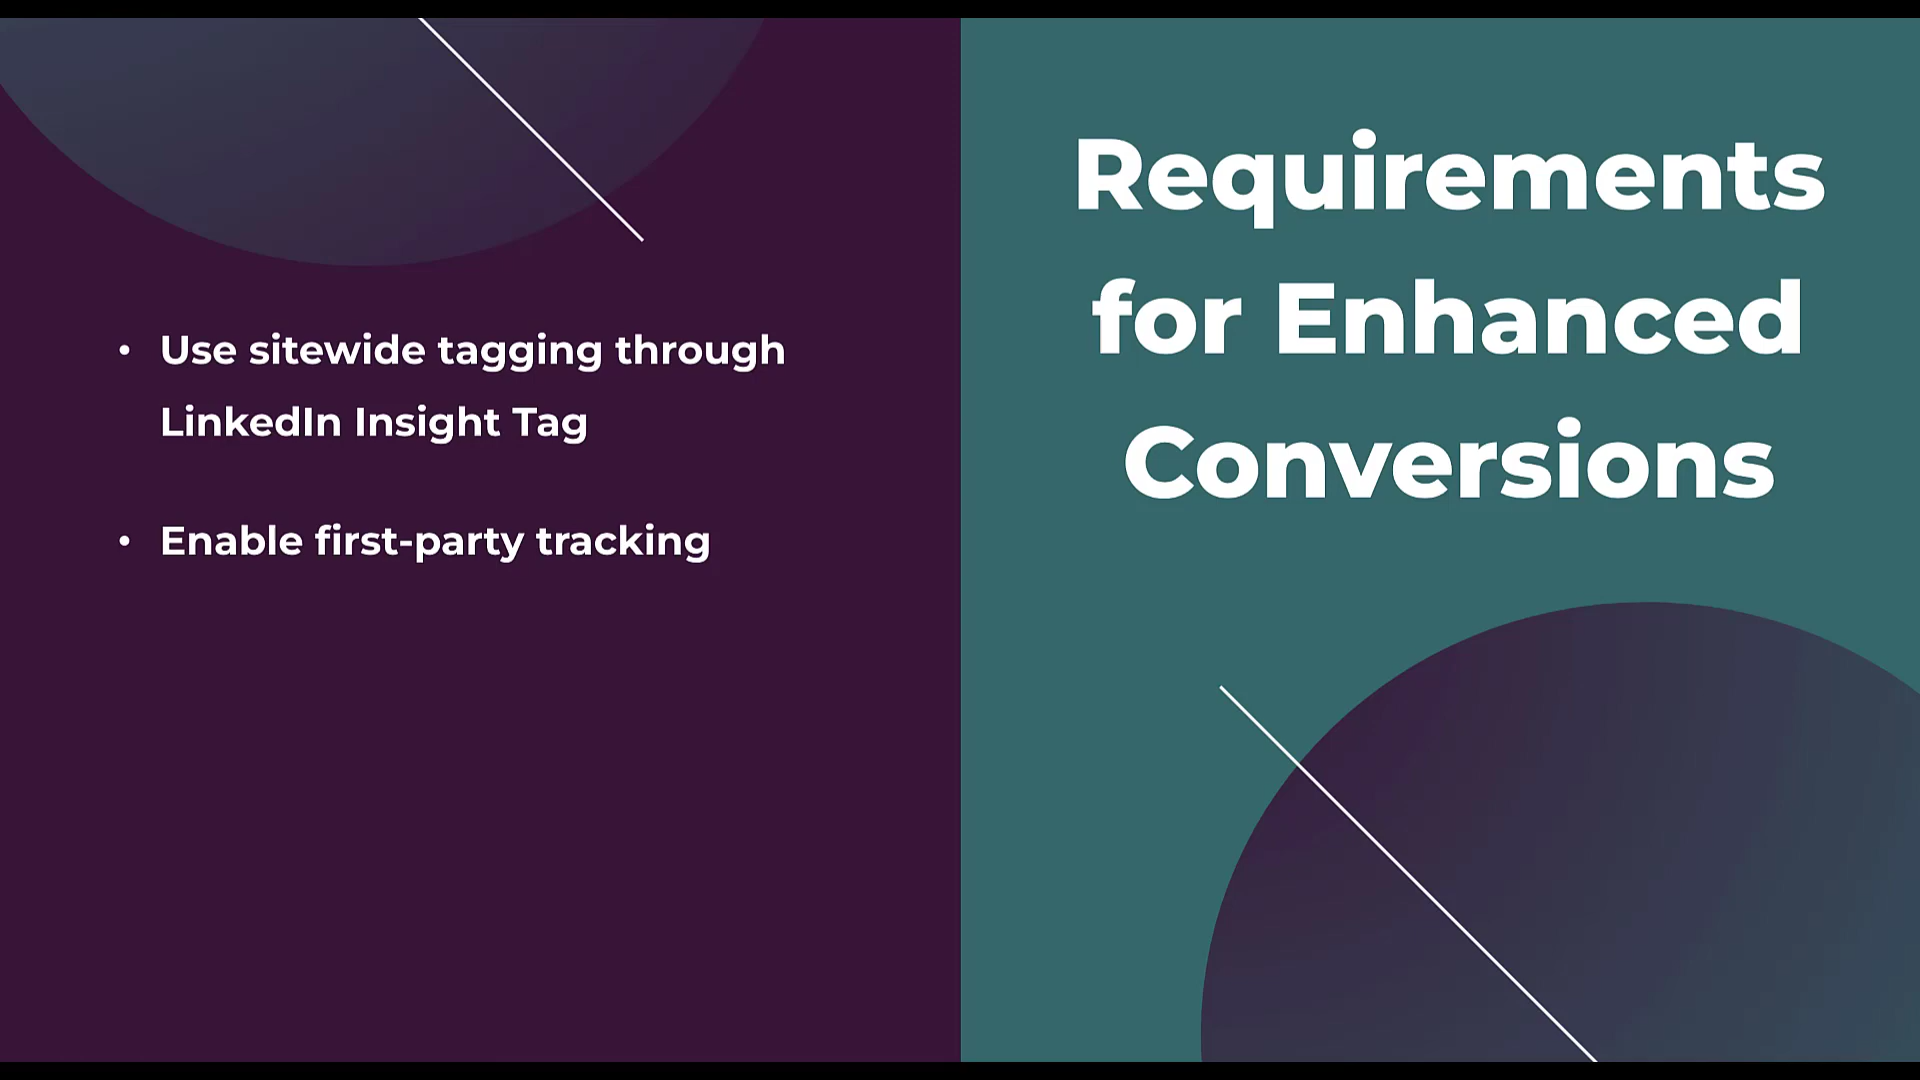 Requirements
for Enhanced
Conversions
• Use sitewide tagging through
LinkedIn Insight Tag
• Enable first-party tracking